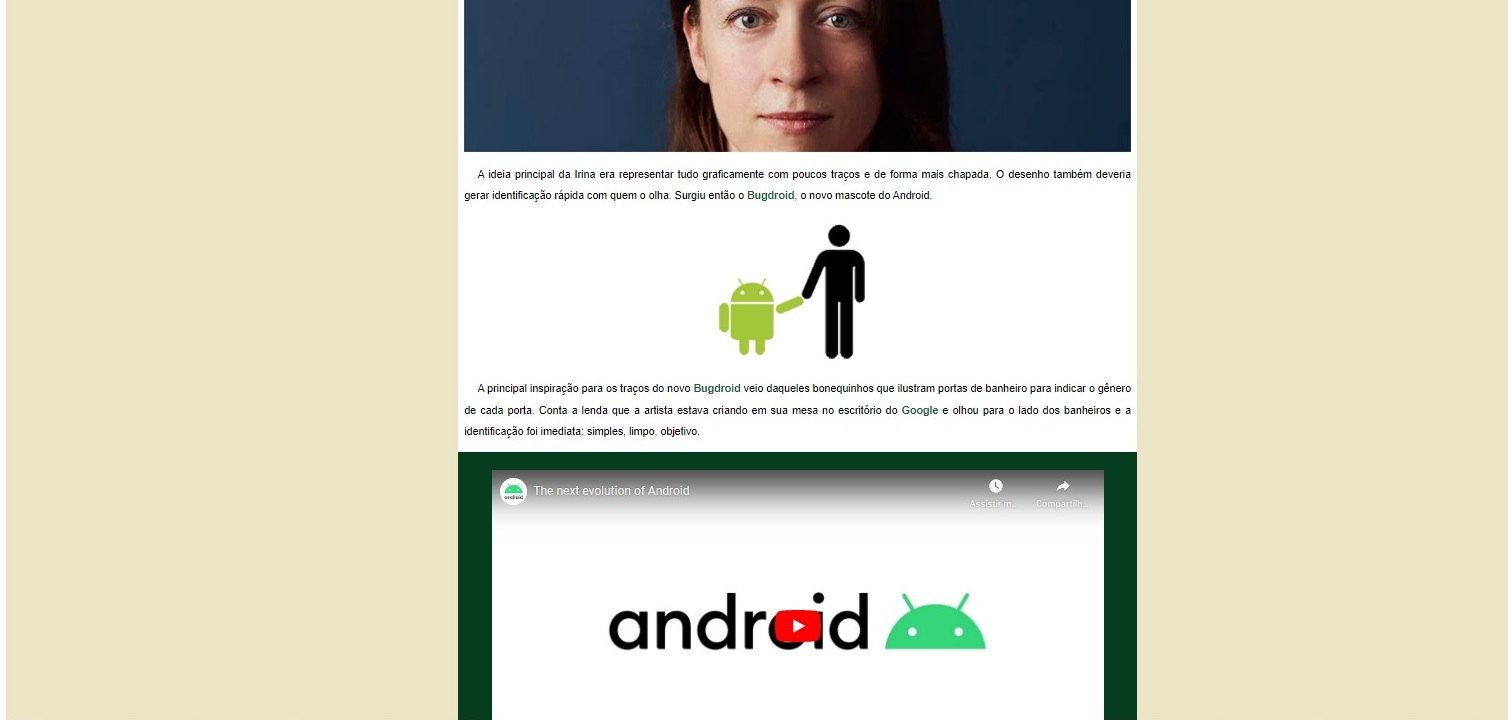 A ideia principal da Irina era representar tudo graficamente com poucos traços e de forma mais chapada. O desenho também deveria
gerar identificação rápida com quem o olha. Surgiu então o Bugdroid, o novo mascote do Android.
A principal inspiração para os traços do novo Bugdroid veio daqueles bonequinhos que ilustram portas de banheiro para indicar o gênero
de cada porta. Conta a lenda que a artista estava criando em sua mesa no escritório do Google e olhou para o lado dos banheiros e a
identificação foi imediata: simples, limpo, objetivo.
android
The next evolution of Android
Assistir m...
Compartilh...
android